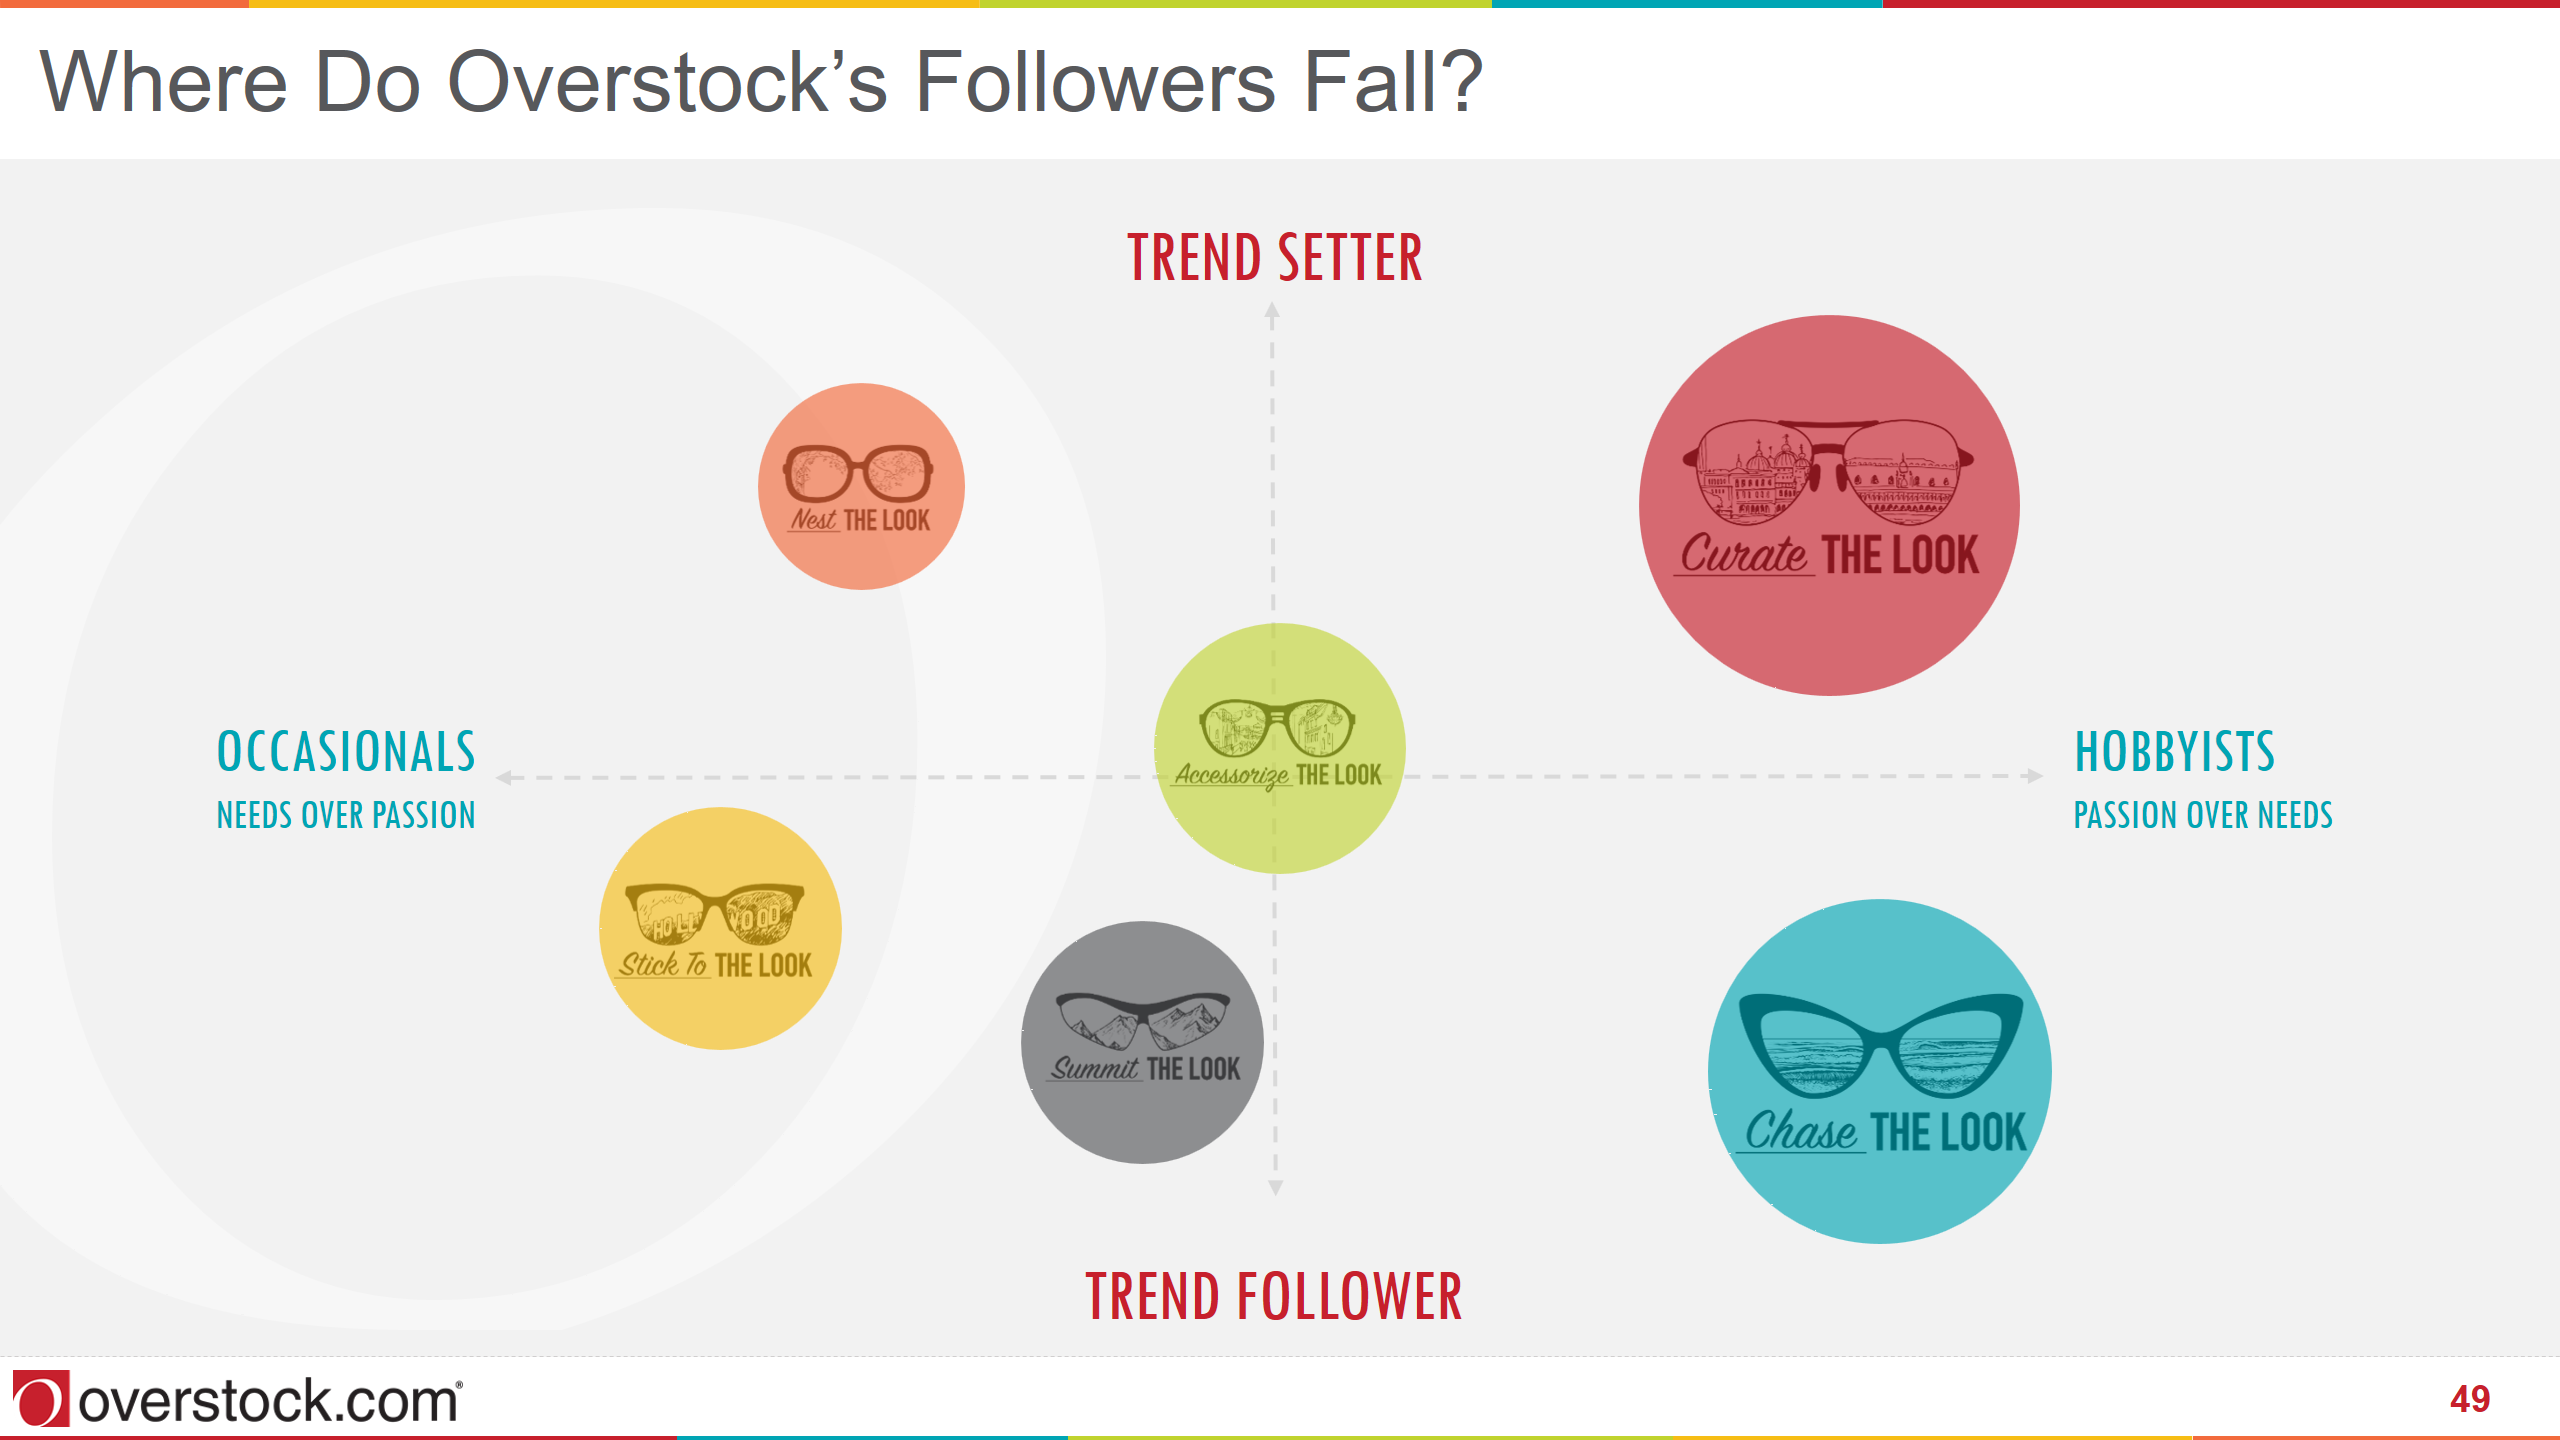 Where Do Overstock’s Followers Fall?
TREND SETTER
Nest THE LOOK
Curate THE LOOK
OCCASIONALS
NEEDS OVER PASSION
Accessorize THE LOOK
HOBBYISTS
PASSION OVER NEEDS
HOLLYWOOD
Stick To THE LOOK
Summit THE LOOK
Chase THE LOOK
TREND FOLLOWER
overstock.com®
49